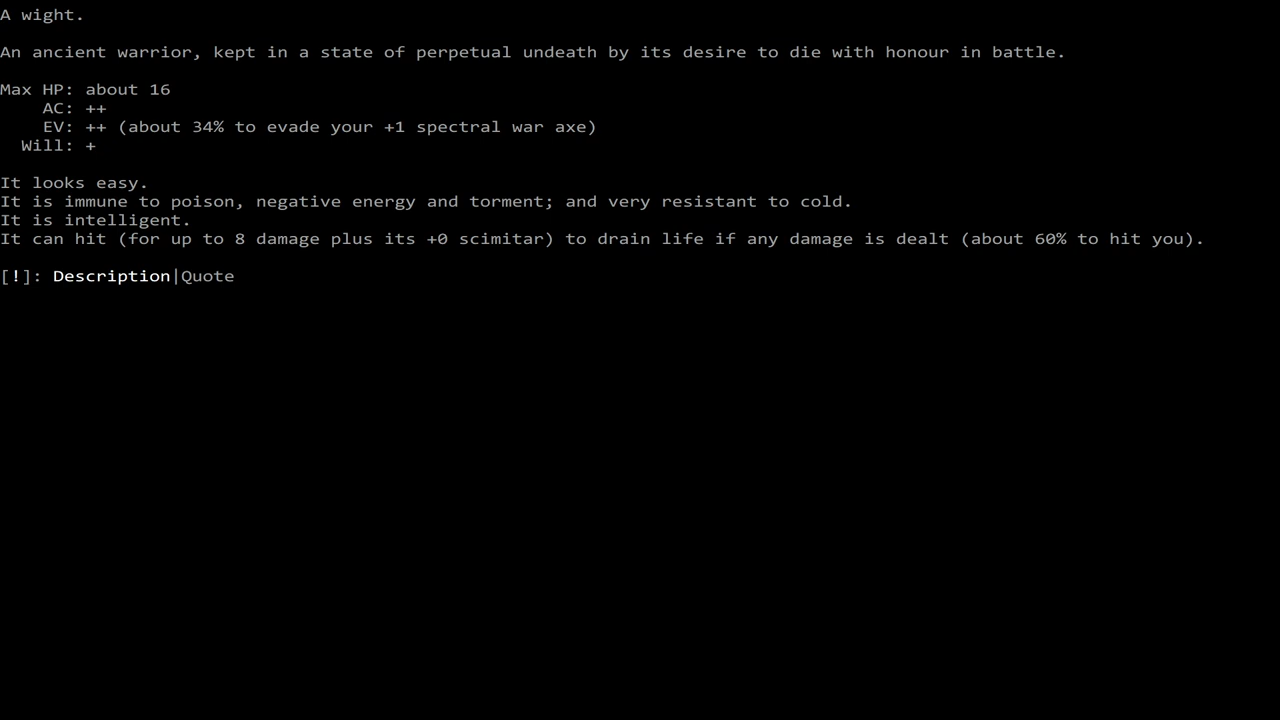 A wight.
An ancient warrior, kept in a state of perpetual undeath by its desire to die with honour in battle.
Max HP: about 16
AC: ++
EV: ++ (about 34% to evade your +1 spectral war axe)
Will: +
It looks easy.
It is immune to poison, negative energy and torment; and very resistant to cold.
It is intelligent.
It can hit (for up to 8 damage plus its +0 scimitar) to drain life if any damage is dealt (about 60% to hit you).
[!]: Description|Quote